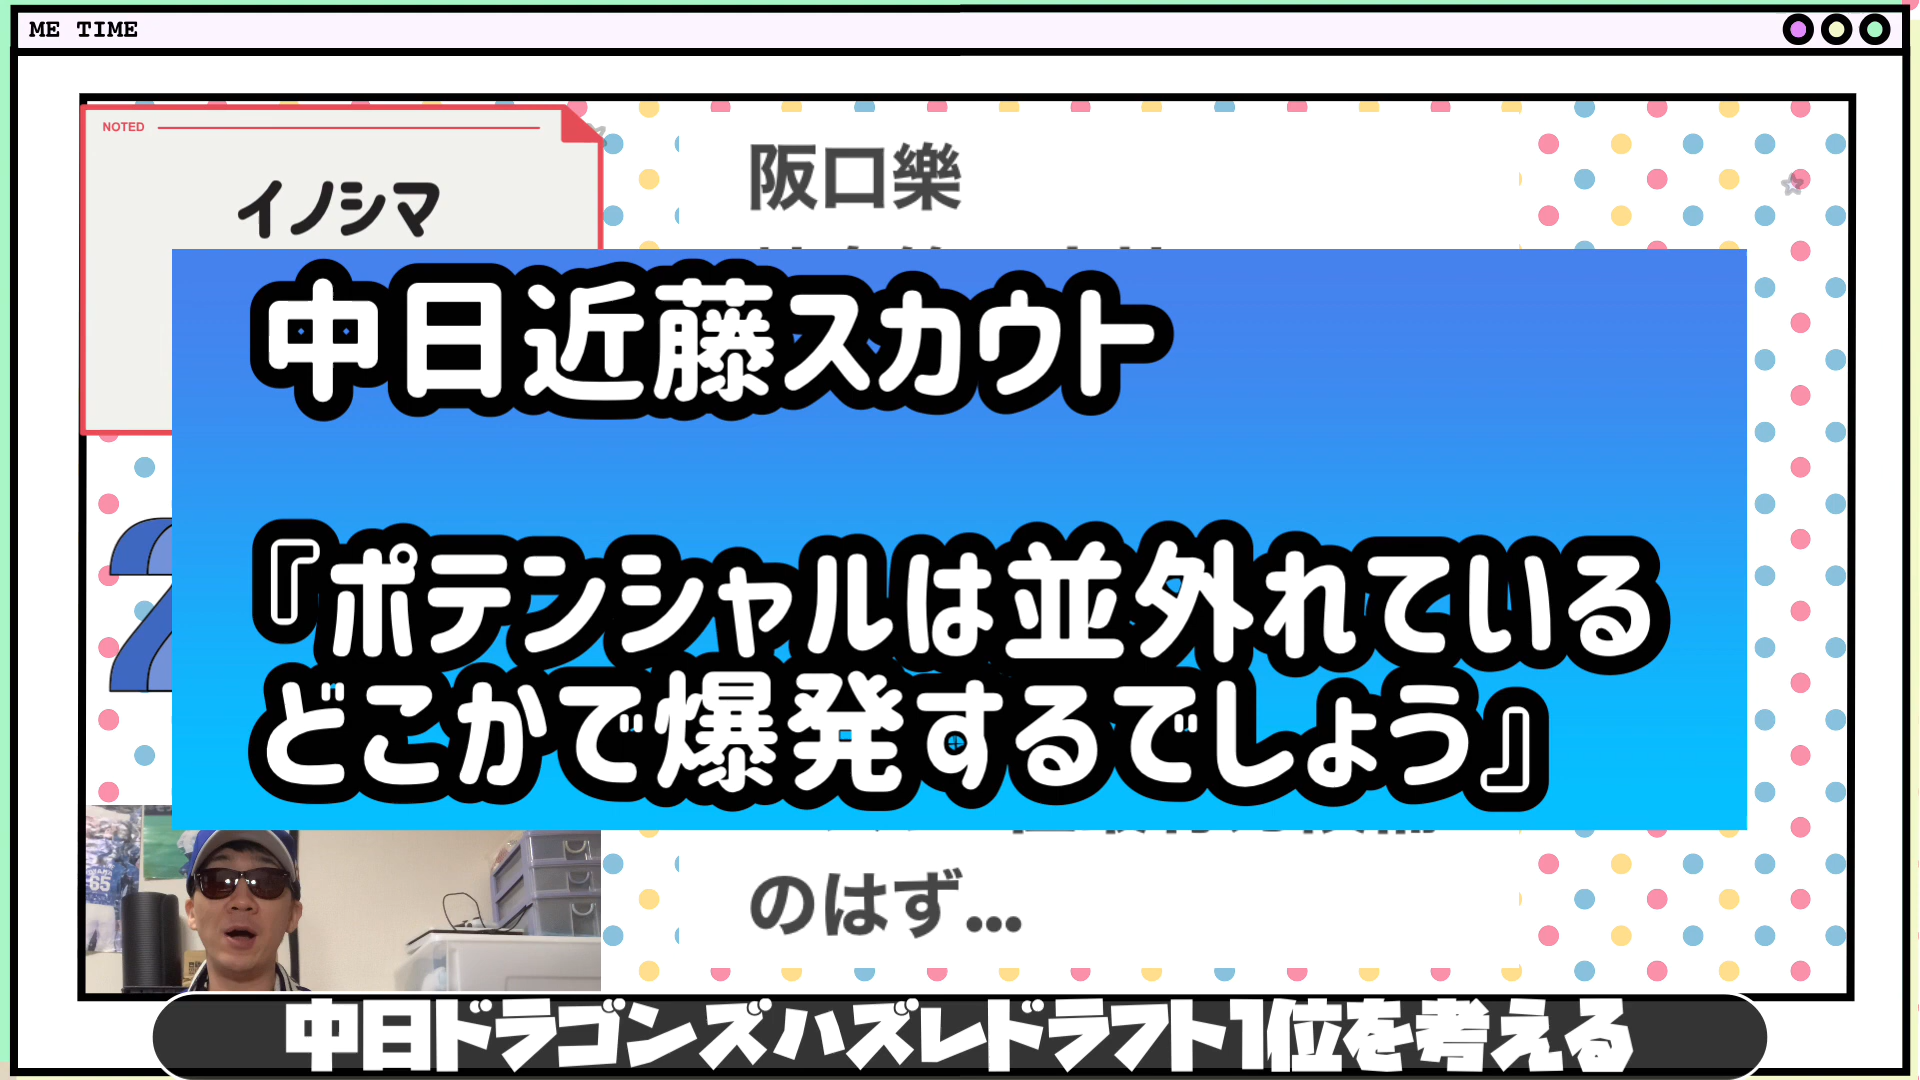 ME TIME
NOTED
イノシマ
阪口樂
中日近藤スカウト
『ポテンシャルは並外れている
どこかで爆発するでしょう』
のはず...
65
中日ドラゴンズハズレドラフト1位を考える